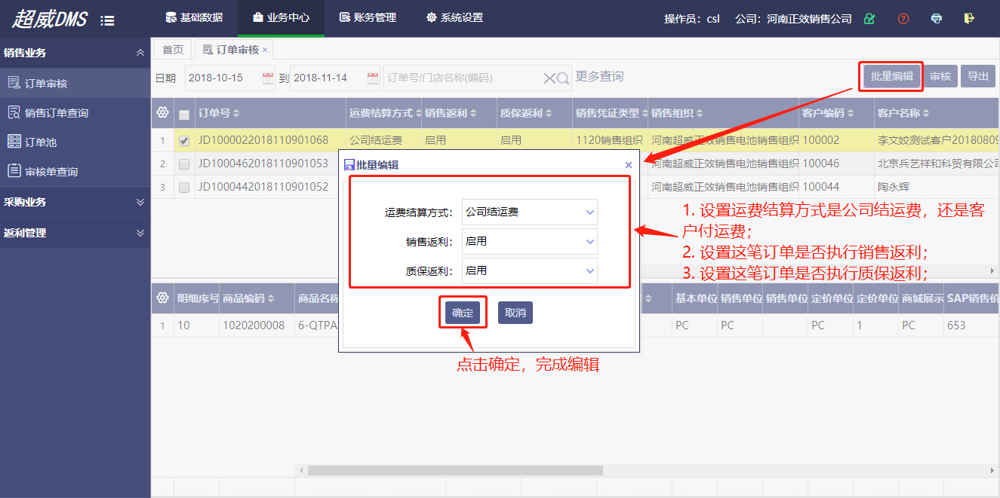 超威DMS
基础数据 业务中心 账务管理 系统设置
操作员：csl 公司：河南正效销售公司
销售业务
订单审核
销售订单查询
订单池
审核单查询
采购业务
返利管理
首页 订单审核 ×
日期 2018-10-15 到 2018-11-14 订单号/门店名称(编码) 更多查询
批量编辑 审核 导出
订单号 运费结算方式 销售返利 质保返利 销售凭证类型 销售组织 客户编码 客户名称
1 JD1000022018110901068 公司结运费 启用 启用 1120销售组织 河南超威正效销售电池销售组织 100002 李文姣测试客户20180809
2 JD1000462018110901053 河南超威正效销售电池销售组织 100046 北京兵艺祥和科贸有限公司
3 JD1000442018110901052 河南超威正效销售电池销售组织 100044 陶永辉
批量编辑 ×
运费结算方式： 公司结运费
销售返利： 启用
质保返利： 启用
确定 取消
1. 设置运费结算方式是公司结运费，还是客
户付运费；
2. 设置这笔订单是否执行销售返利；
3. 设置这笔订单是否执行质保返利；
点击确定，完成编辑
明细序号 商品编码 商品名称 基本单位 销售单位 销售单位 定价单位 定价单位 商城展示 SAP销售价
1 10 1020200008 6-QTPA PC PC PC 1 PC 653